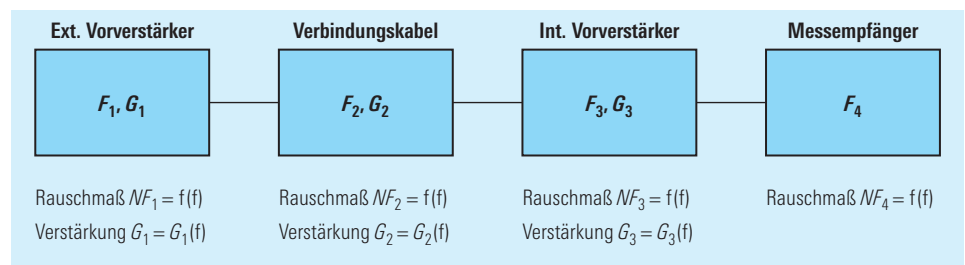 Ext. Vorverstärker
Verbindungskabel
Int. Vorverstärker
Messempfänger
F1, G1
F2, G2
F3, G3
F4
Rauschmaß NF1 = f(f)
Rauschmaß NF2 = f(f)
Rauschmaß NF3 = f(f)
Rauschmaß NF4 = f(f)
Verstärkung G1 = G1(f)
Verstärkung G2 = G2(f)
Verstärkung G3 = G3(f)